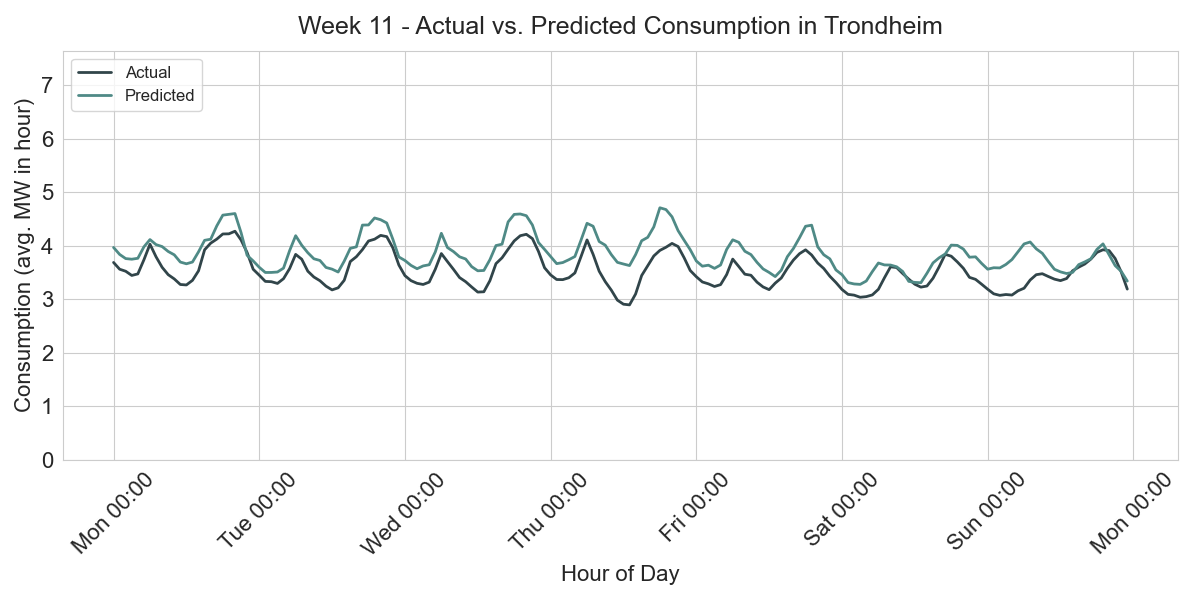 Week 11 - Actual vs. Predicted Consumption in Trondheim
Actual
Predicted
Consumption (avg. MW in hour)
7
6
5
4
3
2
1
0
Mon 00:00
Tue 00:00
Wed 00:00
Thu 00:00
Fri 00:00
Sat 00:00
Sun 00:00
Mon 00:00
Hour of Day